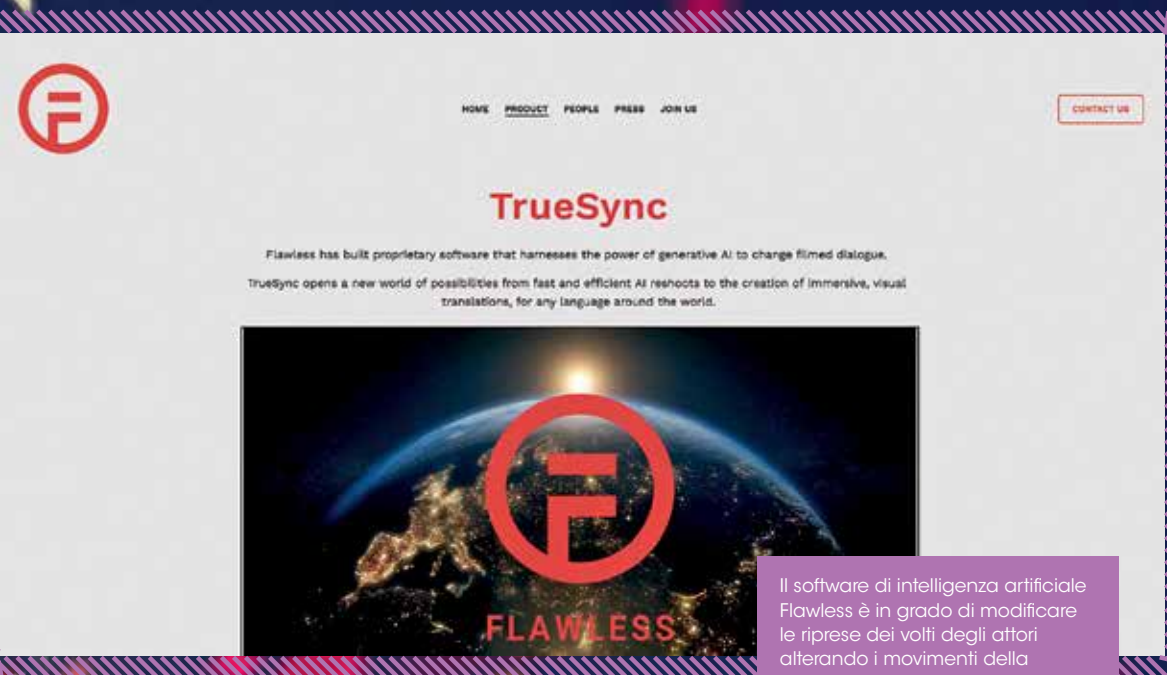 HOME PRODUCT PEOPLE PRESS JOIN US
CONTACT US
TrueSync
Flawless has built proprietary software that harnesses the power of generative AI to change filmed dialogue.
TrueSync opens a new world of possibilities from fast and efficient AI reshoots to the creation of immersive, visual
translations, for any language around the world.
FLAWLESS
Il software di intelligenza artificiale
Flawless è in grado di modificare
le riprese dei volti degli attori
alterando i movimenti della